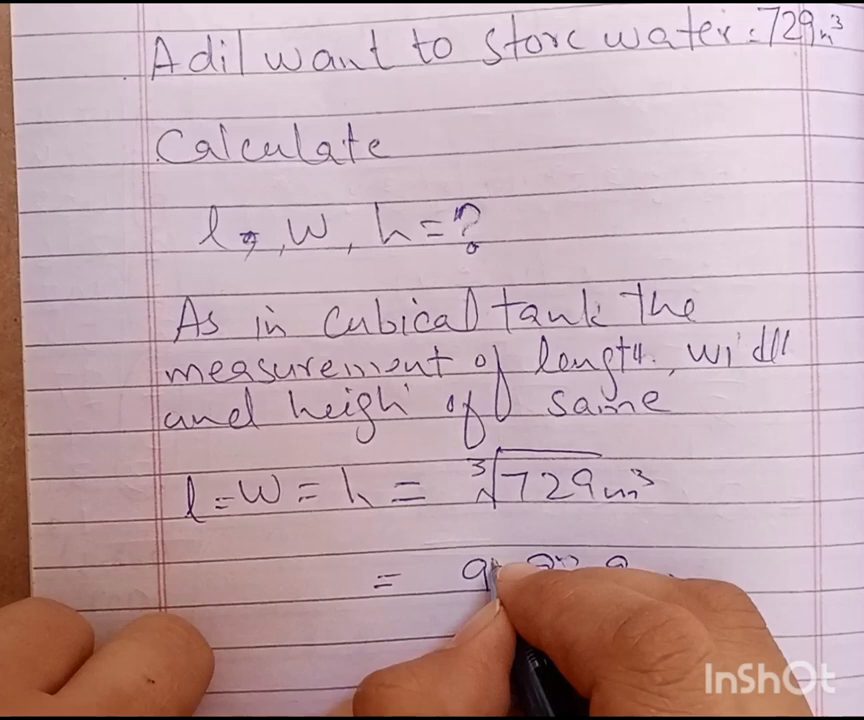 Adil want to store water = 729m³
Calculate
l, w, h = ?
As in Cubical tank the
measurement of length, width
and heigh of same
l = w = h = ∛729m³
= 9
InShOt